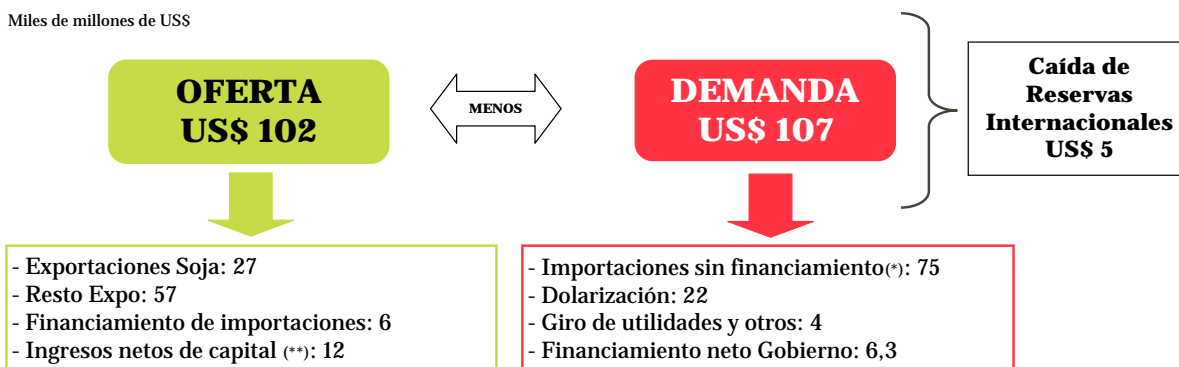 Miles de millones de US$
OFERTA
US$ 102
MENOS
DEMANDA
US$ 107
Caída de
Reservas
Internacionales
US$ 5
- Exportaciones Soja: 27
- Resto Expo: 57
- Financiamiento de importaciones: 6
- Ingresos netos de capital (**): 12
- Importaciones sin financiamiento(*): 75
- Dolarización: 22
- Giro de utilidades y otros: 4
- Financiamiento neto Gobierno: 6,3